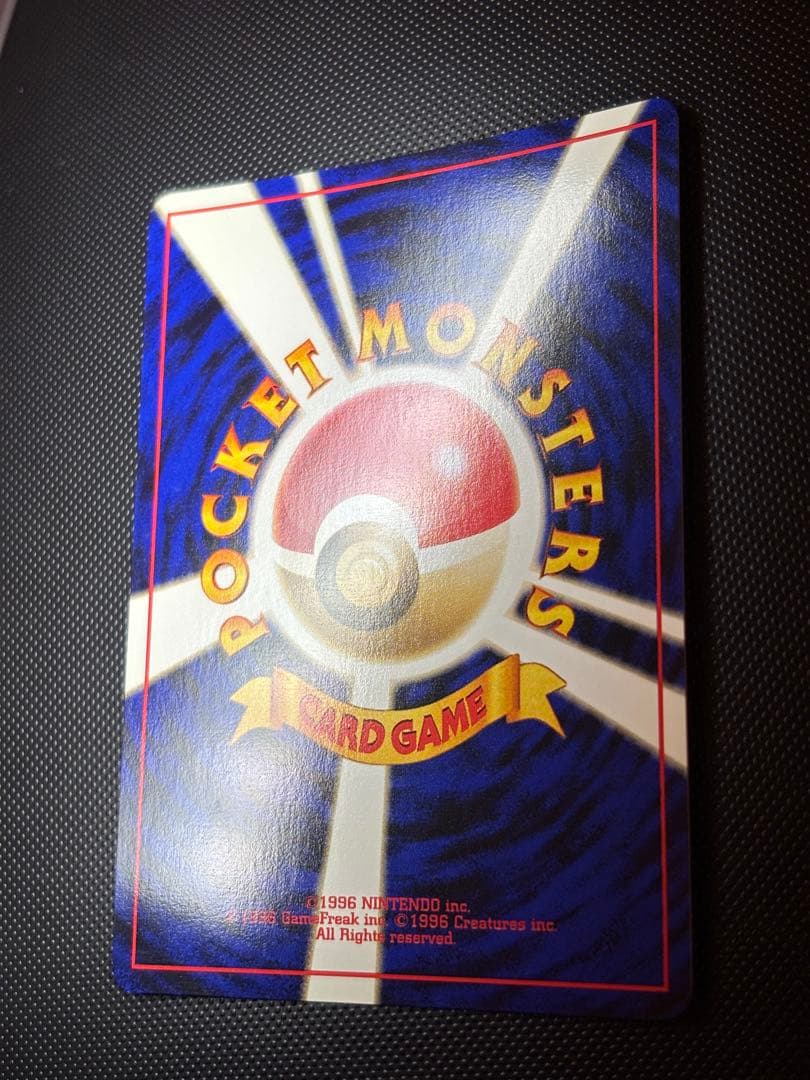 POCKET MONSTERS
CARD GAME
©1996 NINTENDO inc.
©1996 GameFreak inc. ©1996 Creatures inc.
All Rights reserved.